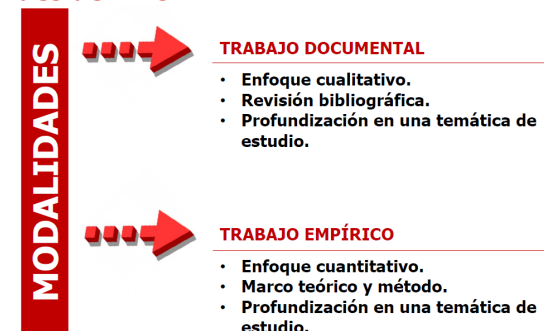 MODALIDADES
TRABAJO DOCUMENTAL
• Enfoque cualitativo.
• Revisión bibliográfica.
• Profundización en una temática de
estudio.
TRABAJO EMPÍRICO
• Enfoque cuantitativo.
• Marco teórico y método.
• Profundización en una temática de
estudio.